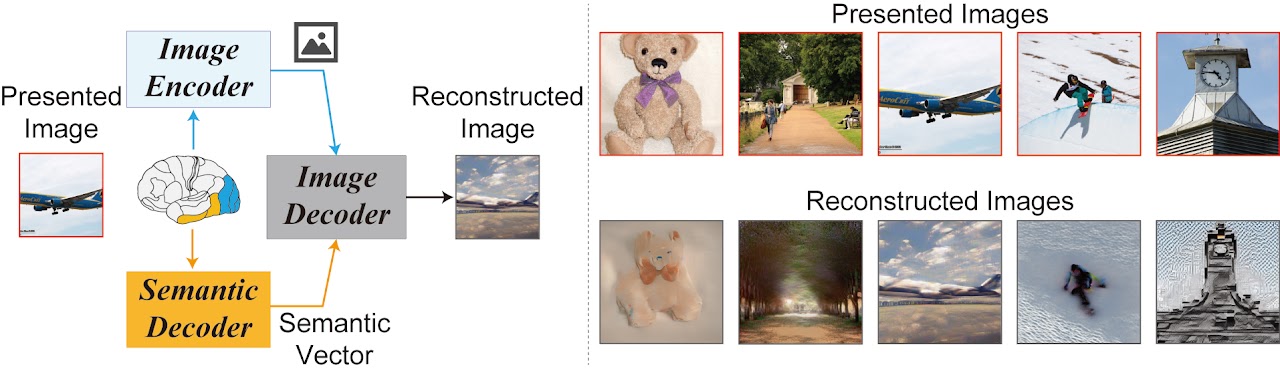 Presented
Image
Image
Encoder
Image
Decoder
Semantic
Decoder
Semantic
Vector
Reconstructed
Image
Presented Images
Reconstructed Images